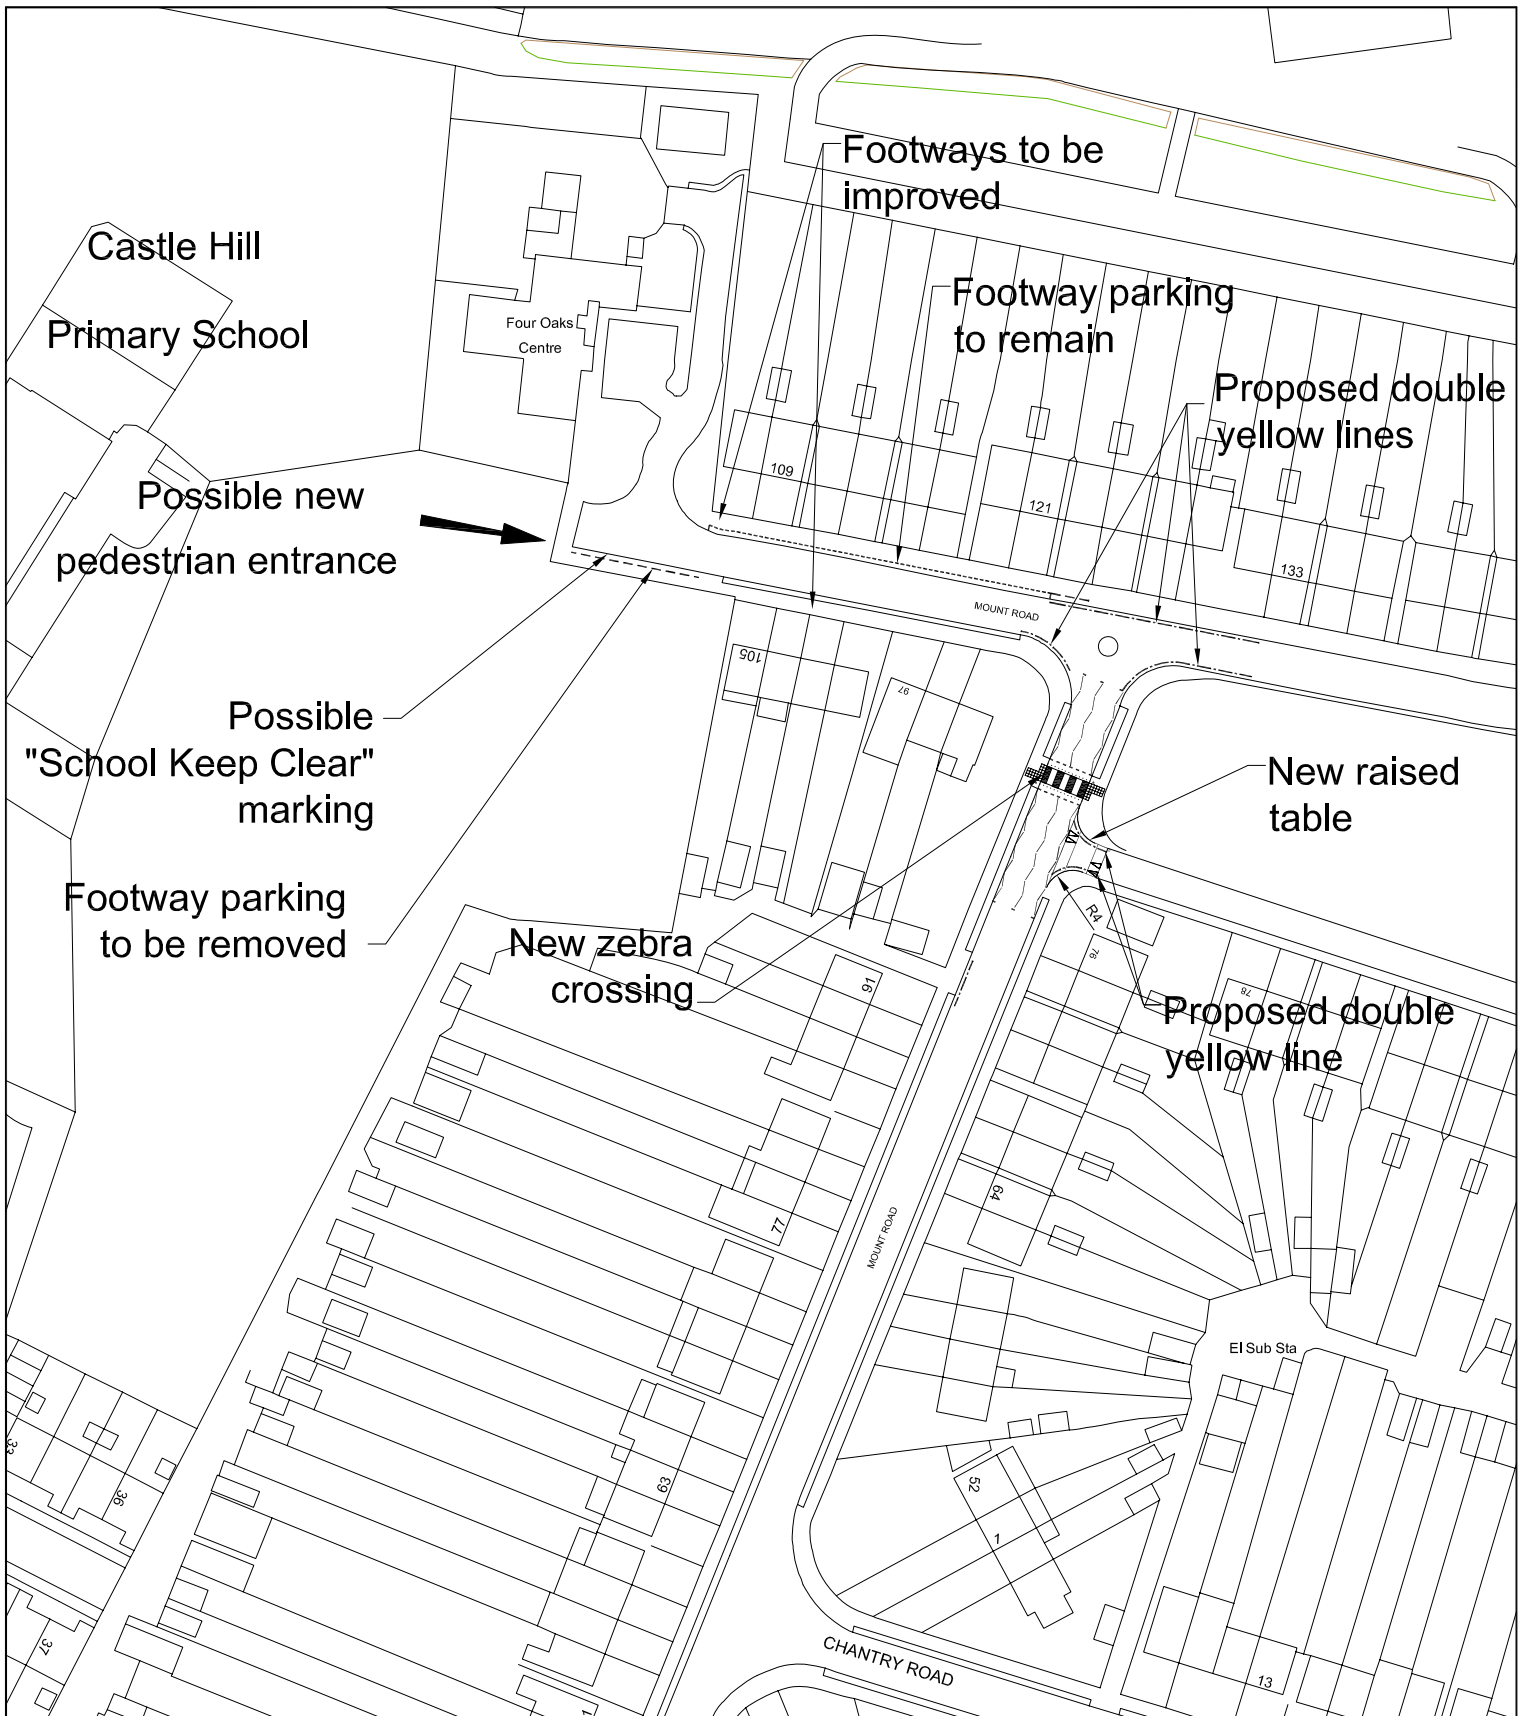 Footways to be
improved
Castle Hill
Primary School
Four Oaks
Centre
Footway parking
to remain
Proposed double
yellow lines
109
121
133
Possible new
pedestrian entrance
MOUNT ROAD
105
97
Possible
"School Keep Clear"
marking
New raised
table
Footway parking
to be removed
New zebra
crossing
R4
76
91
78
Proposed double
yellow line
64
77
MOUNT ROAD
El Sub Sta
63
52
1
33
36
37
CHANTRY ROAD
13